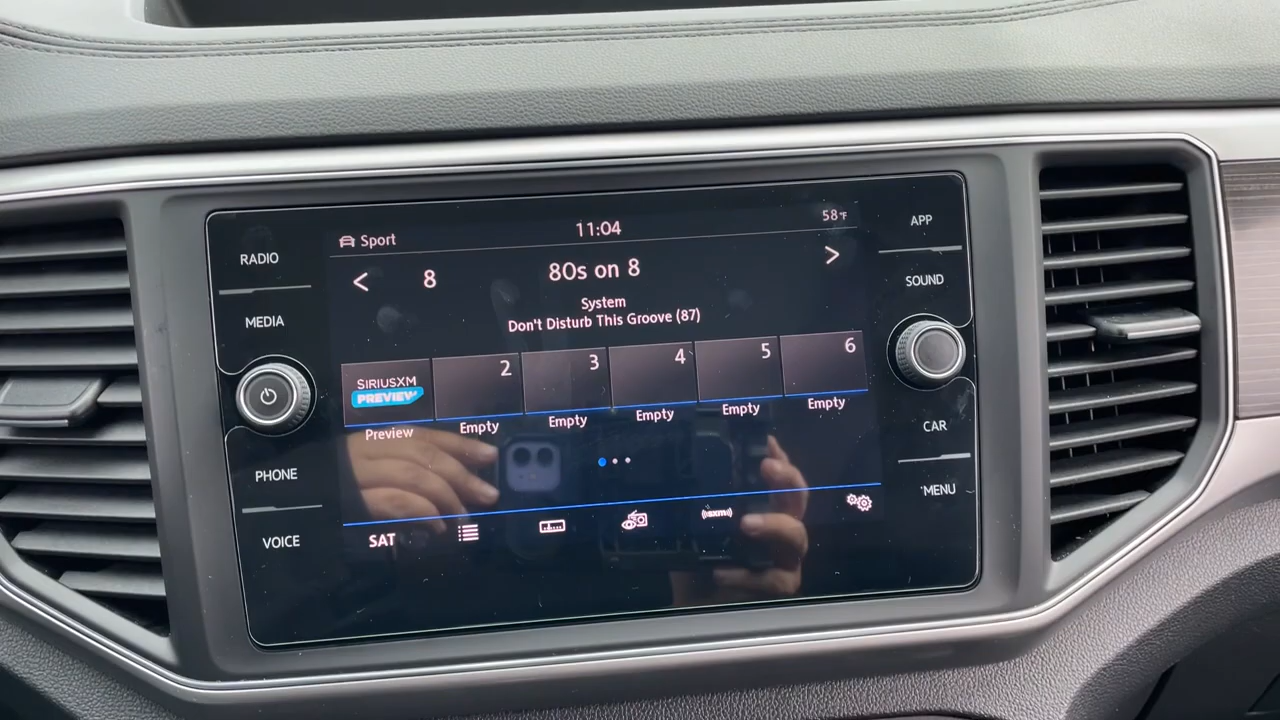 RADIO
MEDIA
PHONE
VOICE
Sport
11:04
58°F
< 8 80s on 8 >
System
Don't Disturb This Groove (87)
SIRIUSXM
PREVIEW
2
3
4
5
6
Preview
Empty
Empty
Empty
Empty
Empty
SAT
((sxm))
APP
SOUND
CAR
MENU